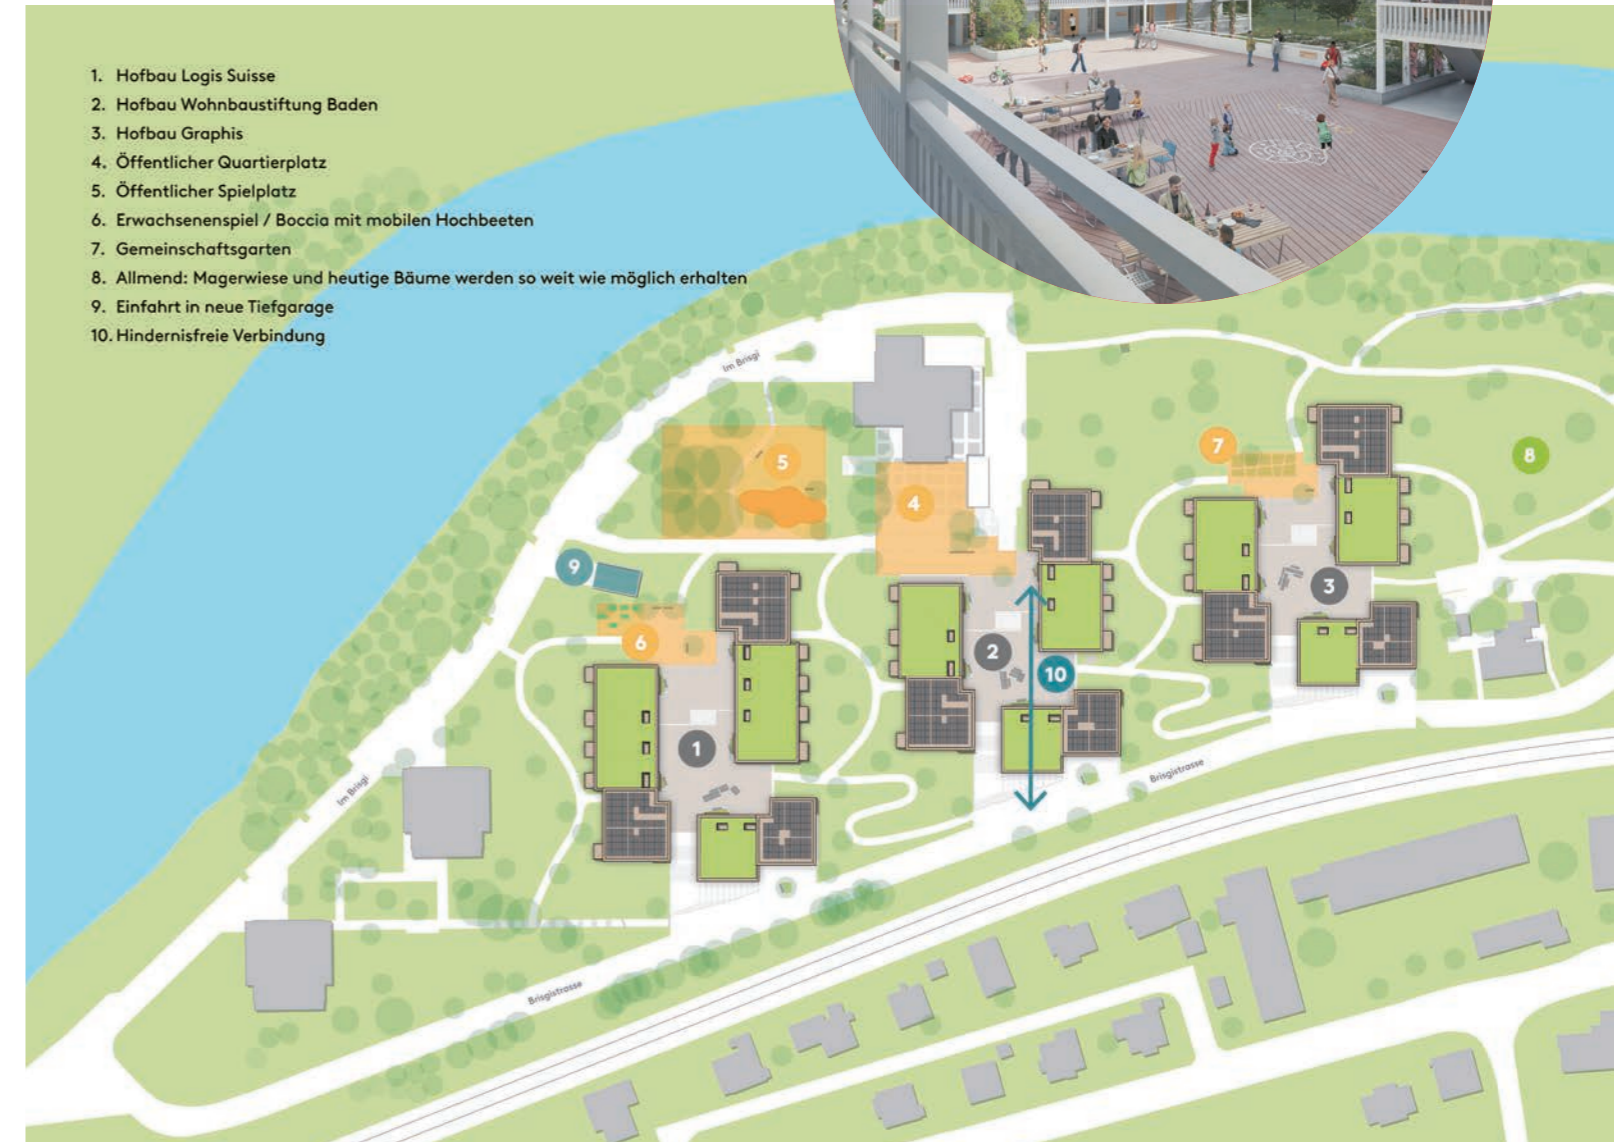 1. Hofbau Logis Suisse
2. Hofbau Wohnbaustiftung Baden
3. Hofbau Graphis
4. Öffentlicher Quartierplatz
5. Öffentlicher Spielplatz
6. Erwachsenenspiel / Boccia mit mobilen Hochbeeten
7. Gemeinschaftsgarten
8. Allmend: Magerwiese und heutige Bäume werden so weit wie möglich erhalten
9. Einfahrt in neue Tiefgarage
10. Hindernisfreie Verbindung
Im Brisgi
7
8
5
4
9
3
6
2
10
1
Brisgistrasse
Im Brisgi
Brisgistrasse